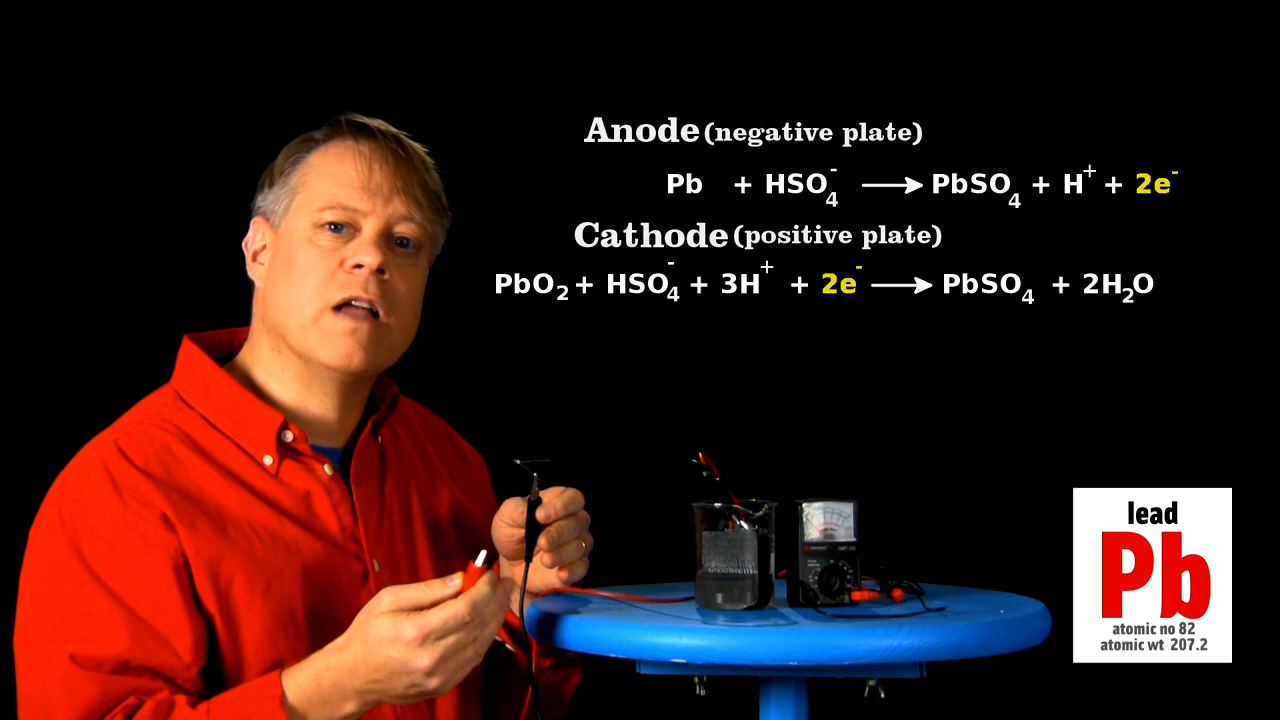 Anode (negative plate)
Pb + HSO₄⁻ ⟶ PbSO₄ + H⁺ + 2e⁻
Cathode (positive plate)
PbO₂ + HSO₄⁻ + 3H⁺ + 2e⁻ ⟶ PbSO₄ + 2H₂O
lead
Pb
atomic no 82
atomic wt 207.2